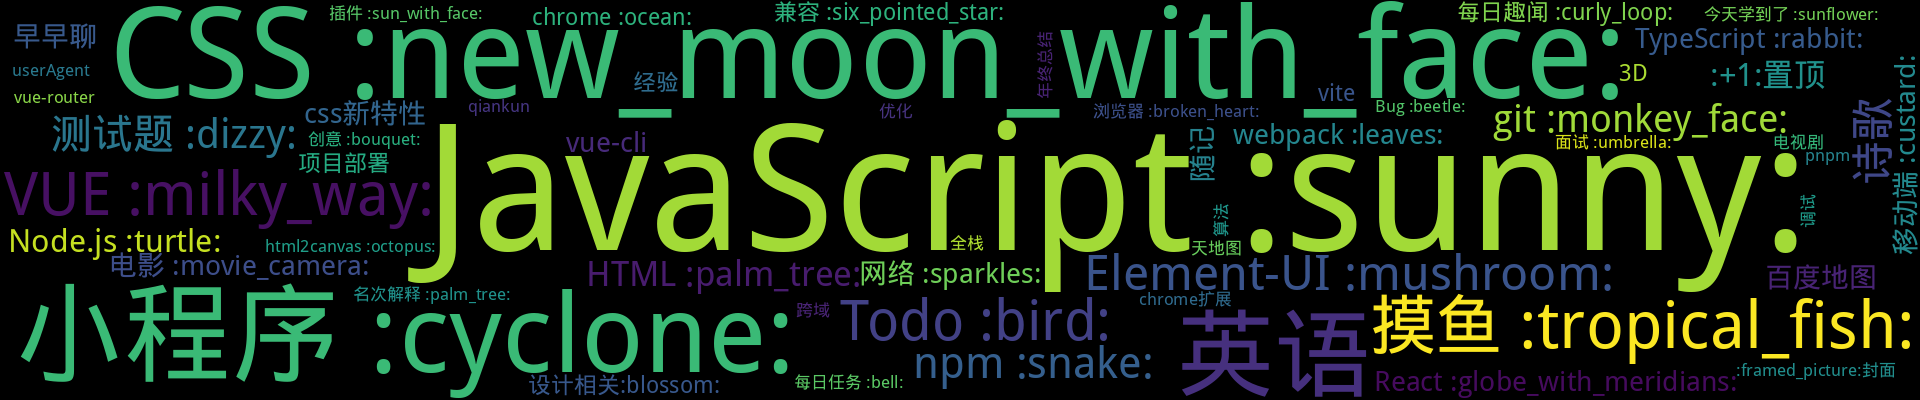 早早聊
插件 :sun_with_face:
chrome :ocean:
兼容 :six_pointed_star:
每日趣闻 :curly_loop:
今天学到了 :sunflower:
CSS :new_moon_with_face:
年终总结
TypeScript :rabbit:
userAgent
vue-router
经验
3D
:+1:置顶
:custard:
css新特性
qiankun
优化
浏览器 :broken_heart:
vite
Bug :beetle:
测试题 :dizzy:
创意 :bouquet:
vue-cli
随记
webpack :leaves:
git :monkey_face:
面试 :umbrella:
电视剧
诗歌
项目部署
pnpm
VUE :milky_way:
JavaScript :sunny:
算法
调试
移动端
Node.js :turtle:
html2canvas :octopus:
全栈
天地图
电影 :movie_camera:
HTML :palm_tree:
网络 :sparkles:
Element-UI :mushroom:
百度地图
小程序 :cyclone:
名次解释 :palm_tree:
跨域
Todo :bird:
chrome扩展
英语
摸鱼 :tropical_fish:
设计相关:blossom:
每日任务 :bell:
npm :snake:
React :globe_with_meridians:
:framed_picture:封面